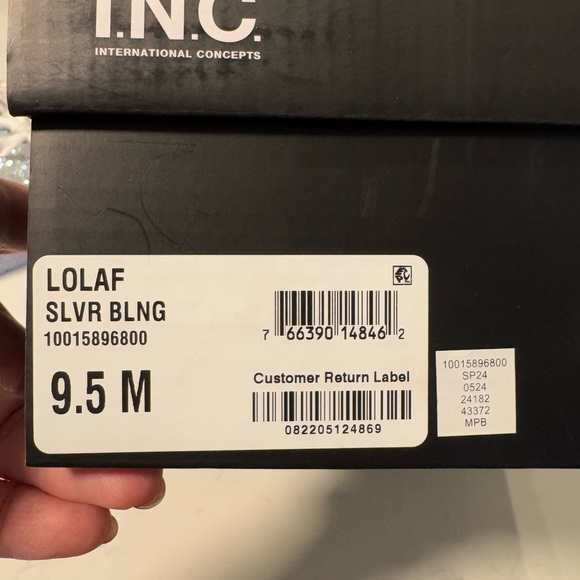 I.N.C.
INTERNATIONAL CONCEPTS
LOLAF
SLVR BLNG
10015896800
9.5 M
7 66390 14846 2
Customer Return Label
082205124869
10015896800
SP24
0524
24182
43372
MPB